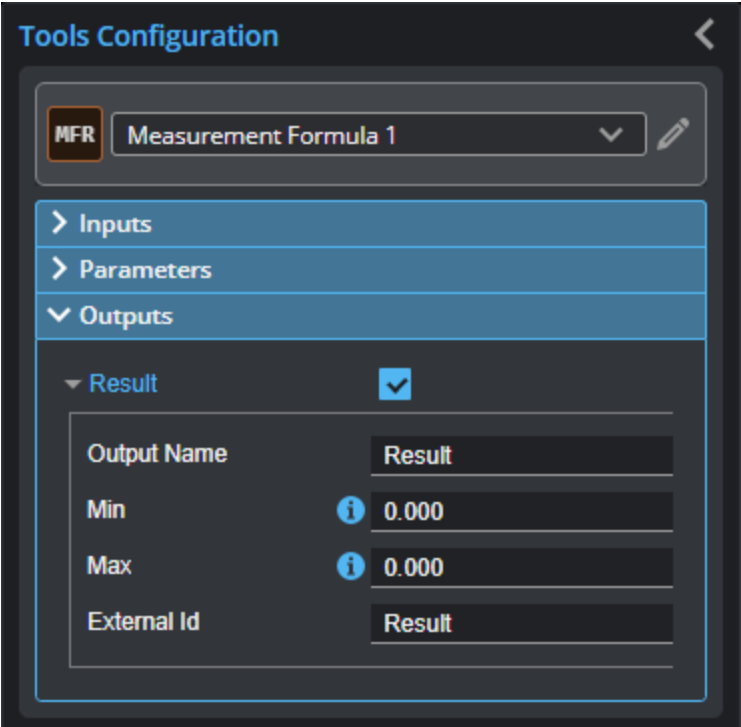 Tools Configuration
MFR Measurement Formula 1
Inputs
Parameters
Outputs
Result
Output Name Result
Min i 0.000
Max i 0.000
External Id Result